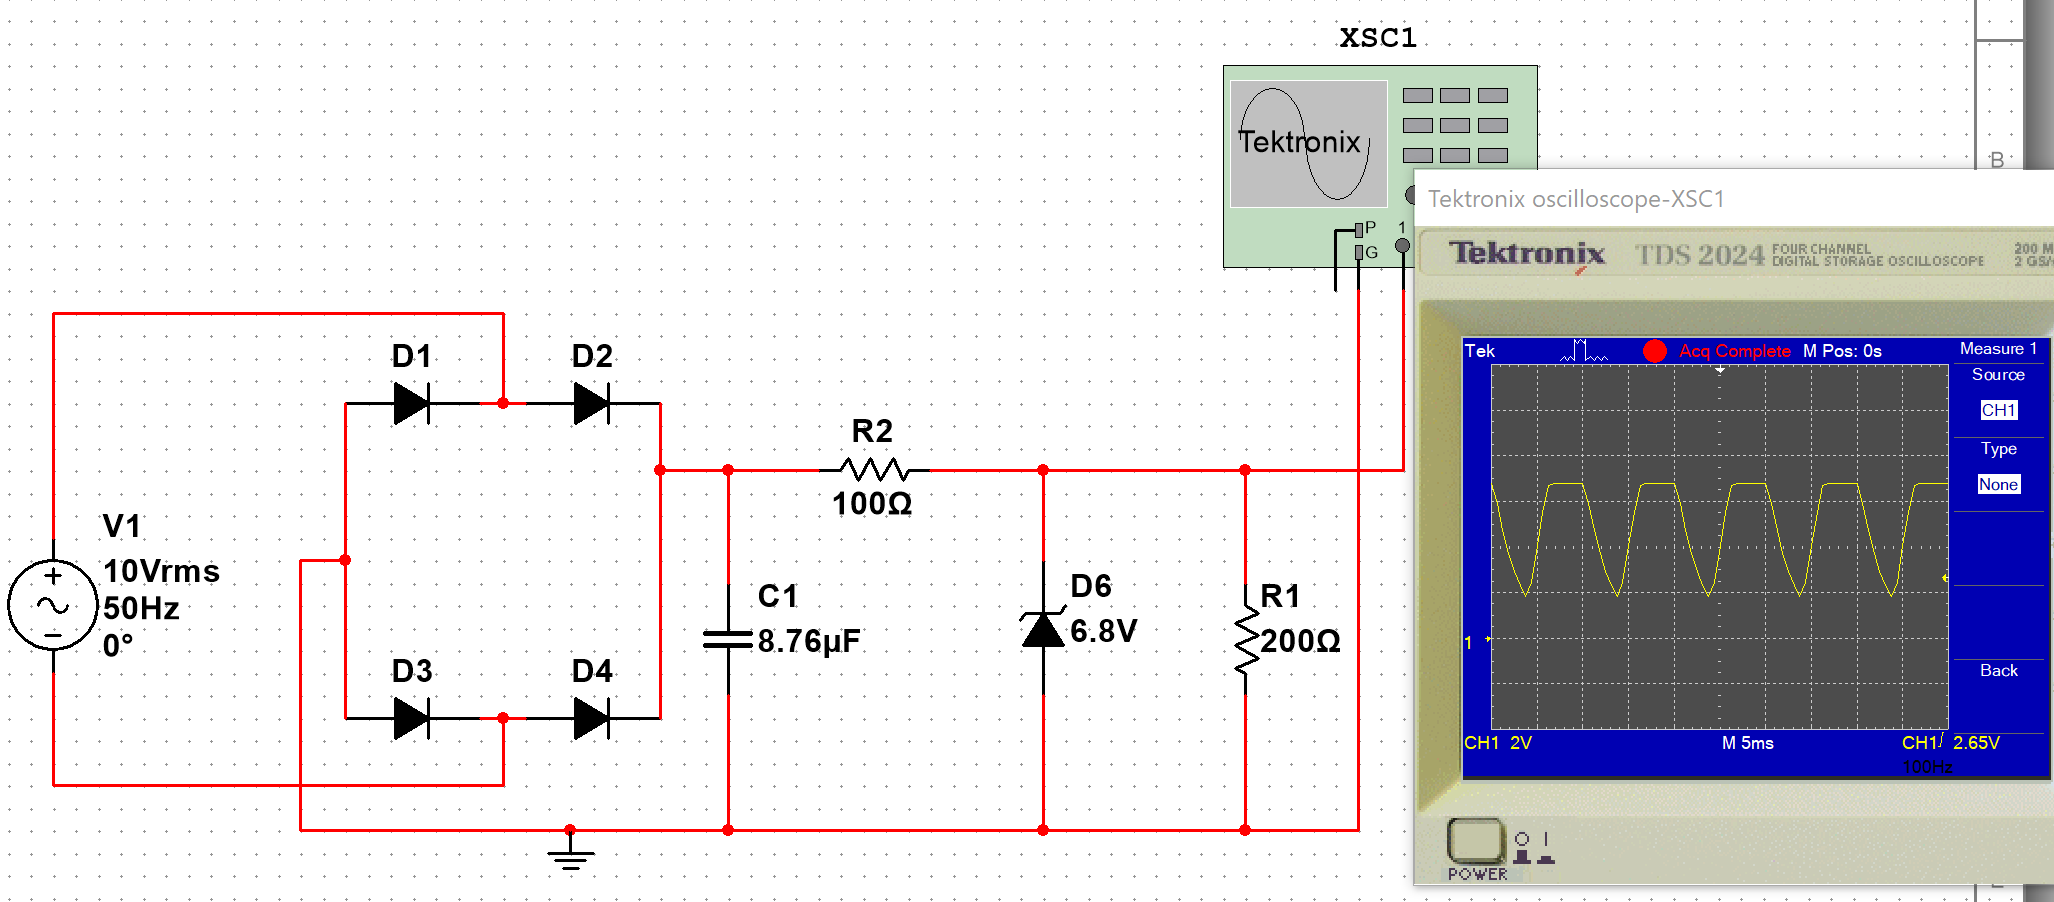 XSC1
Tektronix
P
G
1
B
Tektronix oscilloscope-XSC1
Tektronix TDS 2024 FOUR CHANNEL
DIGITAL STORAGE OSCILLOSCOPE
200 M
Tek Acq Complete M Pos: 0s Measure 1
Source
CH1
Type
None
Back
1
CH1 2V M 5ms CH1 2.65V
100Hz
POWER
D1 D2
R2
100Ω
V1
10Vrms
50Hz
0°
C1
8.76µF
D6
6.8V
R1
200Ω
D3 D4